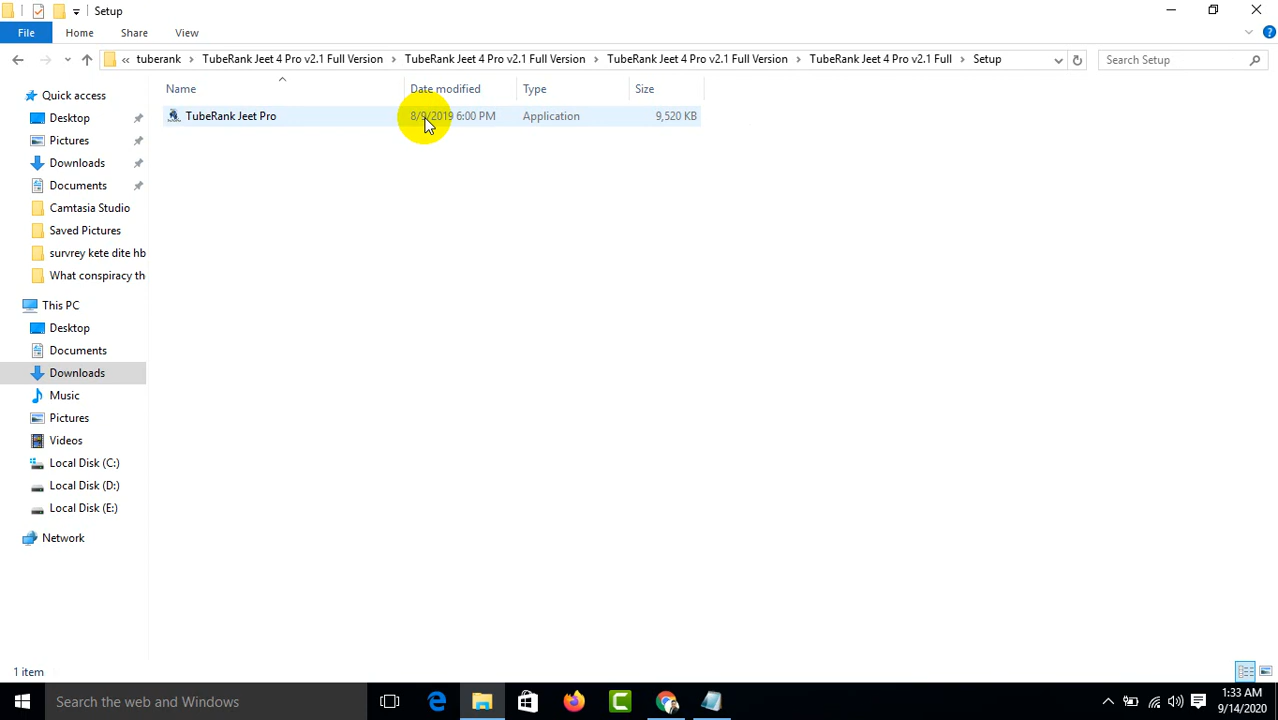 Setup
File Home Share View
« tuberank > TubeRank Jeet 4 Pro v2.1 Full Version > TubeRank Jeet 4 Pro v2.1 Full Version > TubeRank Jeet 4 Pro v2.1 Full Version > TubeRank Jeet 4 Pro v2.1 Full > Setup Search Setup
Name Date modified Type Size
TubeRank Jeet Pro 8/9/2019 6:00 PM Application 9,520 KB
Quick access
Desktop
Pictures
Downloads
Documents
Camtasia Studio
Saved Pictures
survrey kete dite hb
What conspiracy th
This PC
Desktop
Documents
Downloads
Music
Pictures
Videos
Local Disk (C:)
Local Disk (D:)
Local Disk (E:)
Network
1 item
Search the web and Windows
1:33 AM
9/14/2020